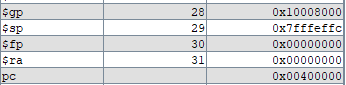 $gp 28 0x10008000
$sp 29 0x7fffeffc
$fp 30 0x00000000
$ra 31 0x00000000
pc 0x00400000